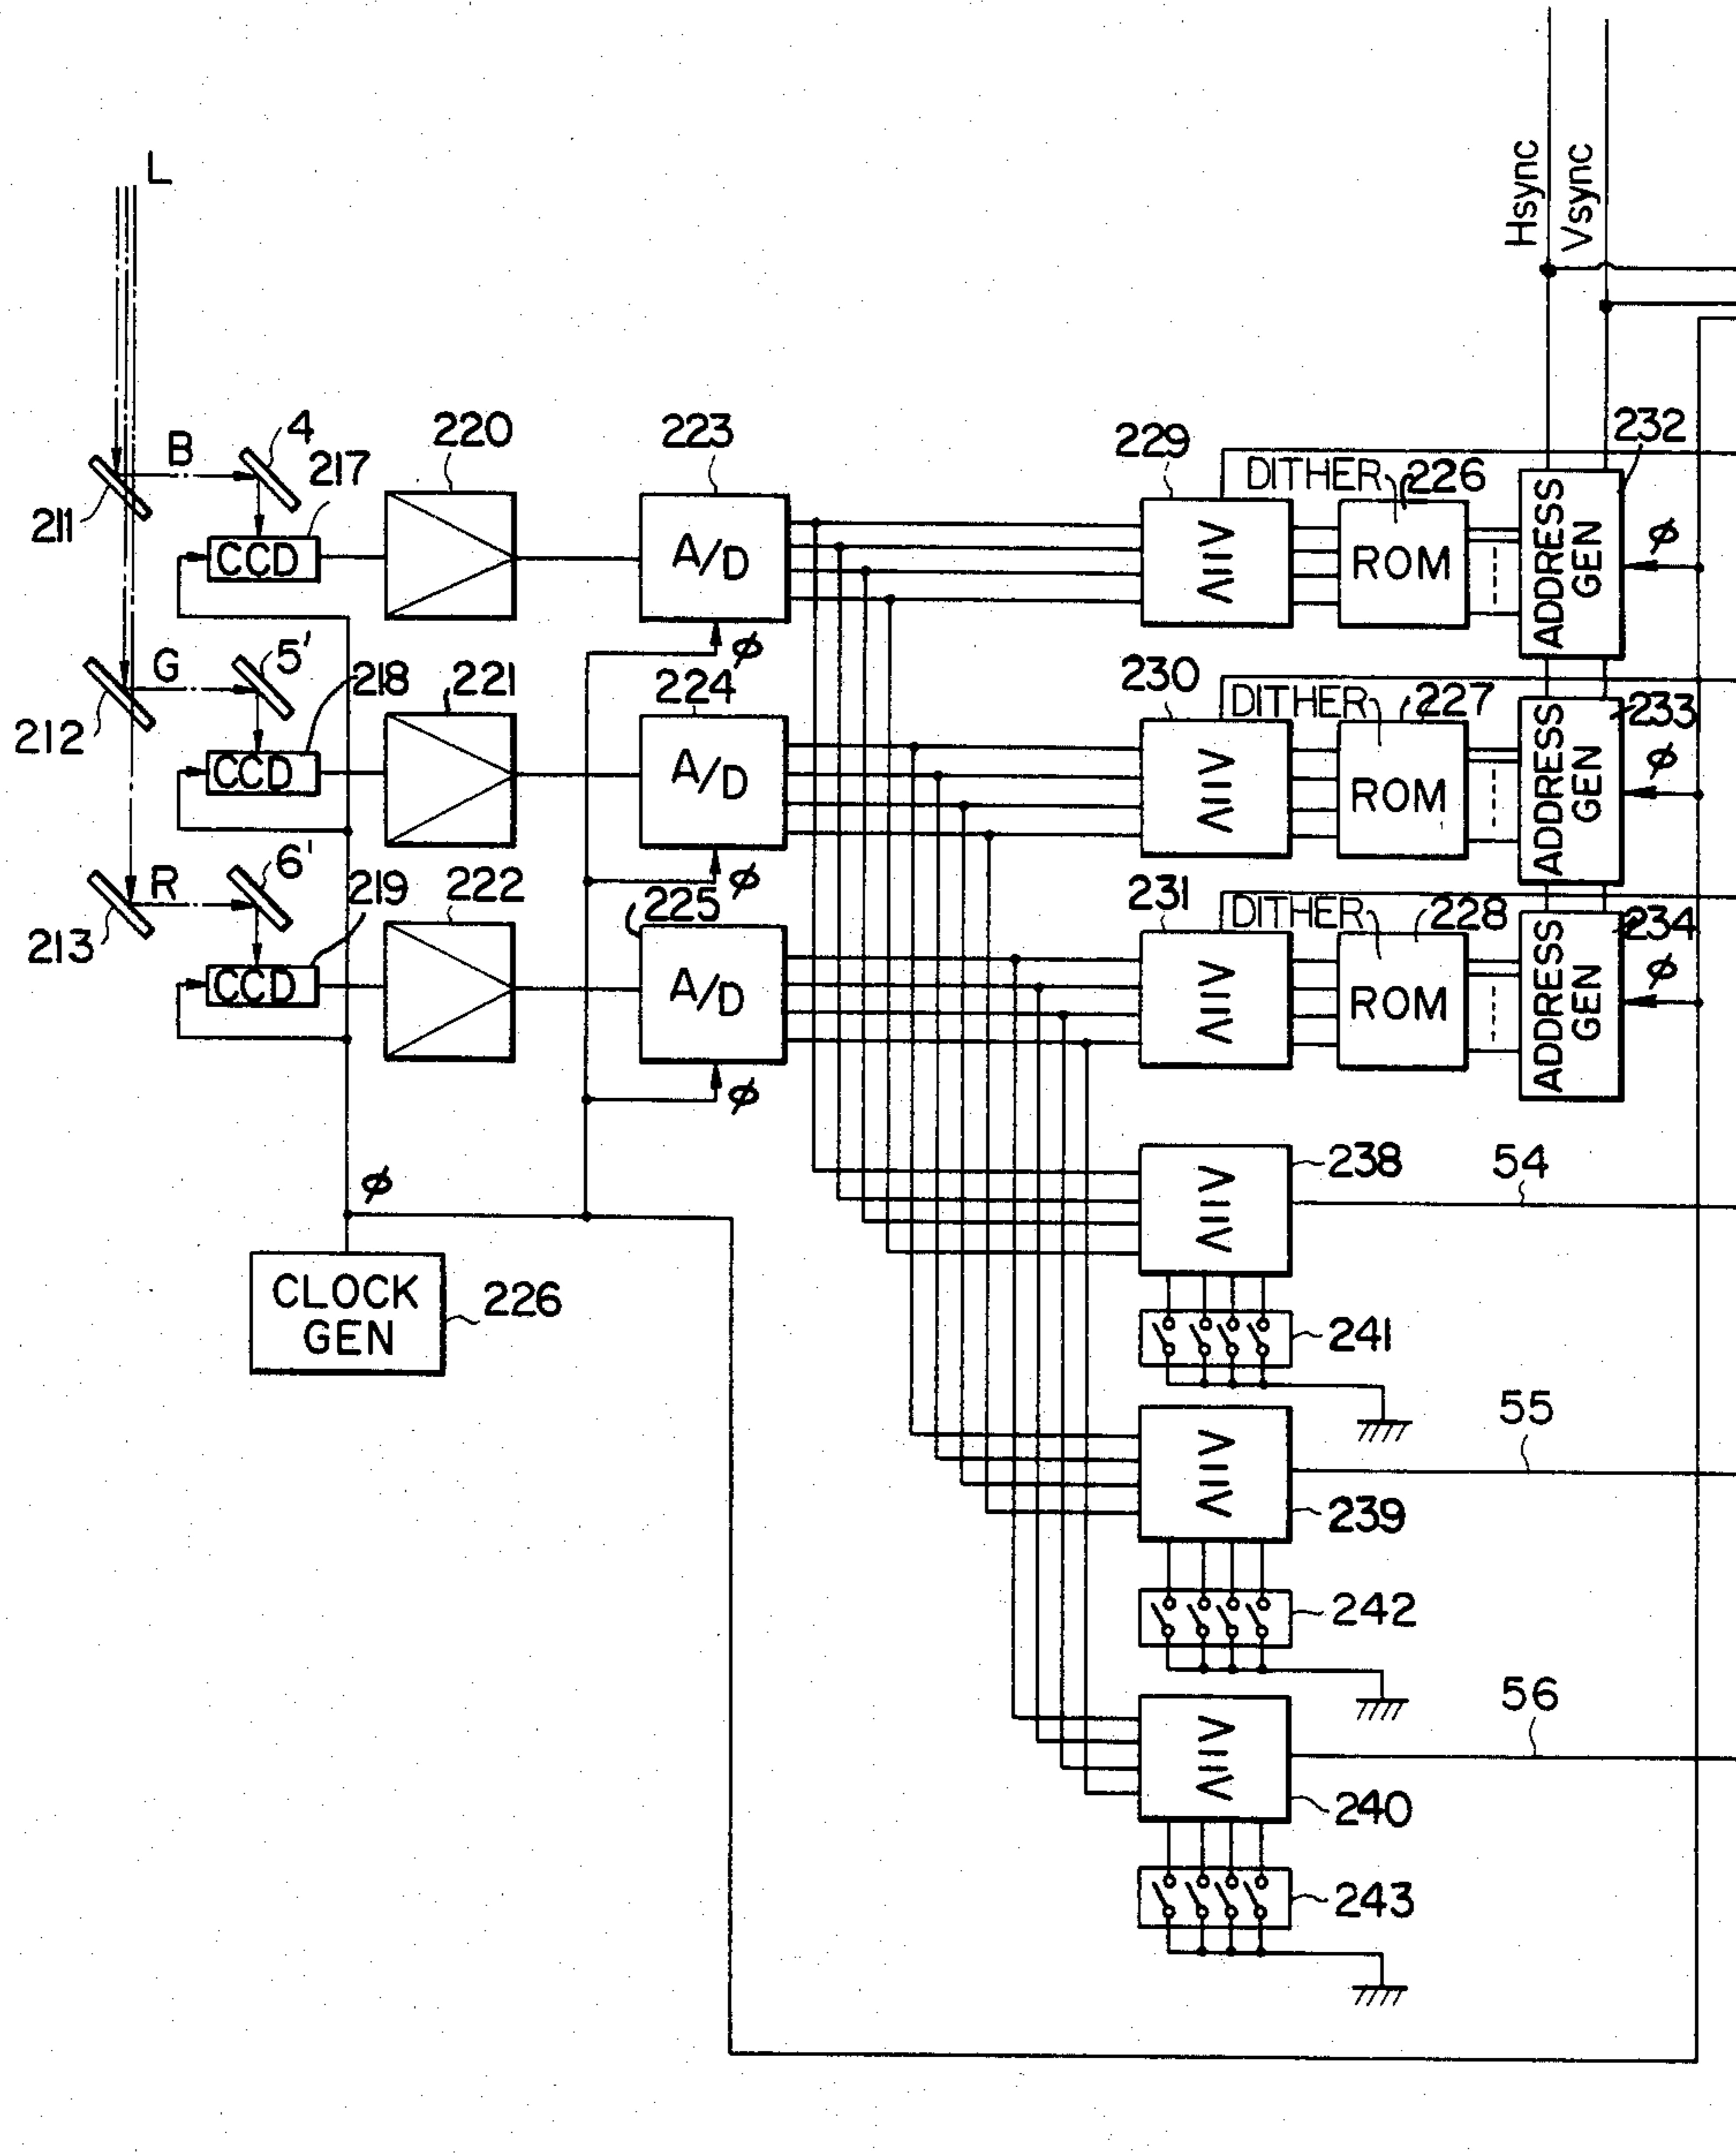 L
Hsync
Vsync
B
4
217
220
223
229
DITHER
226
232
211
CCD
A/D
≧≦
ROM
ADDRESS
GEN
φ
G
5'
218
221
φ
224
230
DITHER
227
233
212
CCD
A/D
≧≦
ROM
ADDRESS
GEN
φ
R
6'
219
222
φ
225
231
DITHER
228
234
213
CCD
A/D
≧≦
ROM
ADDRESS
GEN
φ
φ
φ
238
54
≧≦
CLOCK
GEN
226
241
55
≧≦
239
242
56
≧≦
240
243